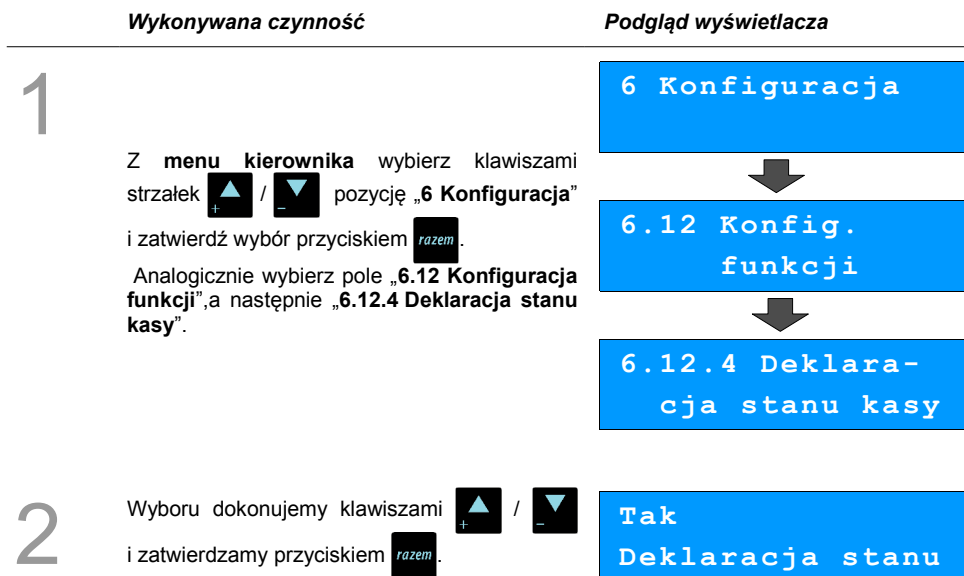 Wykonywana czynność
Podgląd wyświetlacza
1
Z menu kierownika wybierz klawiszami
strzałek + / – pozycję „6 Konfiguracja”
i zatwierdź wybór przyciskiem razem.
Analogicznie wybierz pole „6.12 Konfiguracja
funkcji”,a następnie „6.12.4 Deklaracja stanu
kasy”.
6 Konfiguracja
6.12 Konfig.
funkcji
6.12.4 Deklara-
cja stanu kasy
2
Wyboru dokonujemy klawiszami + / –
i zatwierdzamy przyciskiem razem.
Tak
Deklaracja stanu